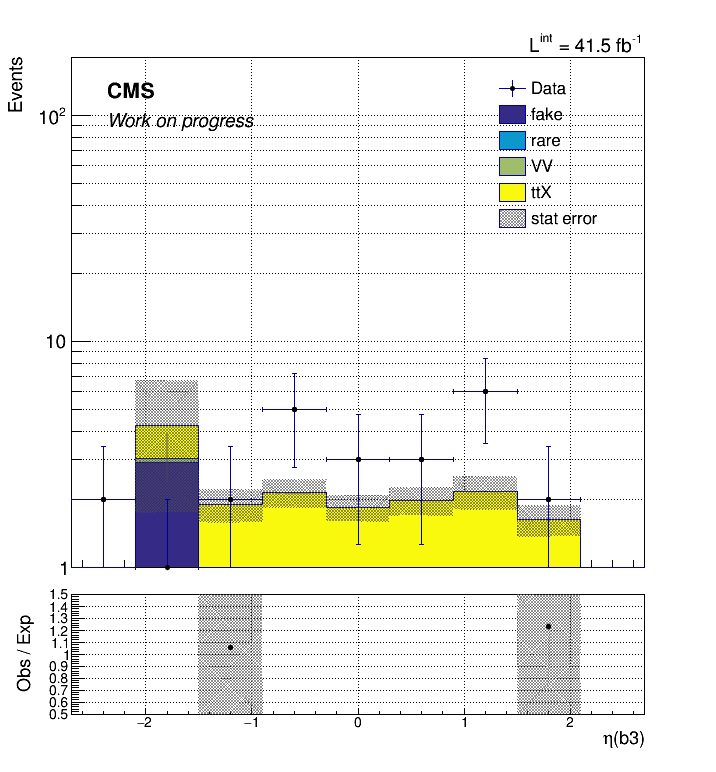 L^int = 41.5 fb^-1
Events
CMS
Work on progress
Data
fake
rare
VV
ttX
stat error
10^2
10
1
Obs / Exp
1.5
1.4
1.3
1.2
1.1
1
0.9
0.8
0.7
0.6
0.5
−2
−1
0
1
2
η(b3)